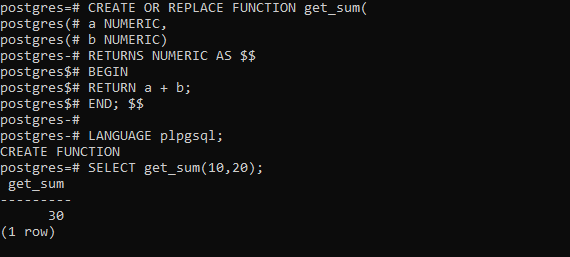 postgres=# CREATE OR REPLACE FUNCTION get_sum(
postgres(# a NUMERIC,
postgres(# b NUMERIC)
postgres-# RETURNS NUMERIC AS $$
postgres$# BEGIN
postgres$# RETURN a + b;
postgres$# END; $$
postgres-#
postgres-# LANGUAGE plpgsql;
CREATE FUNCTION
postgres=# SELECT get_sum(10,20);
 get_sum
---------
      30
(1 row)